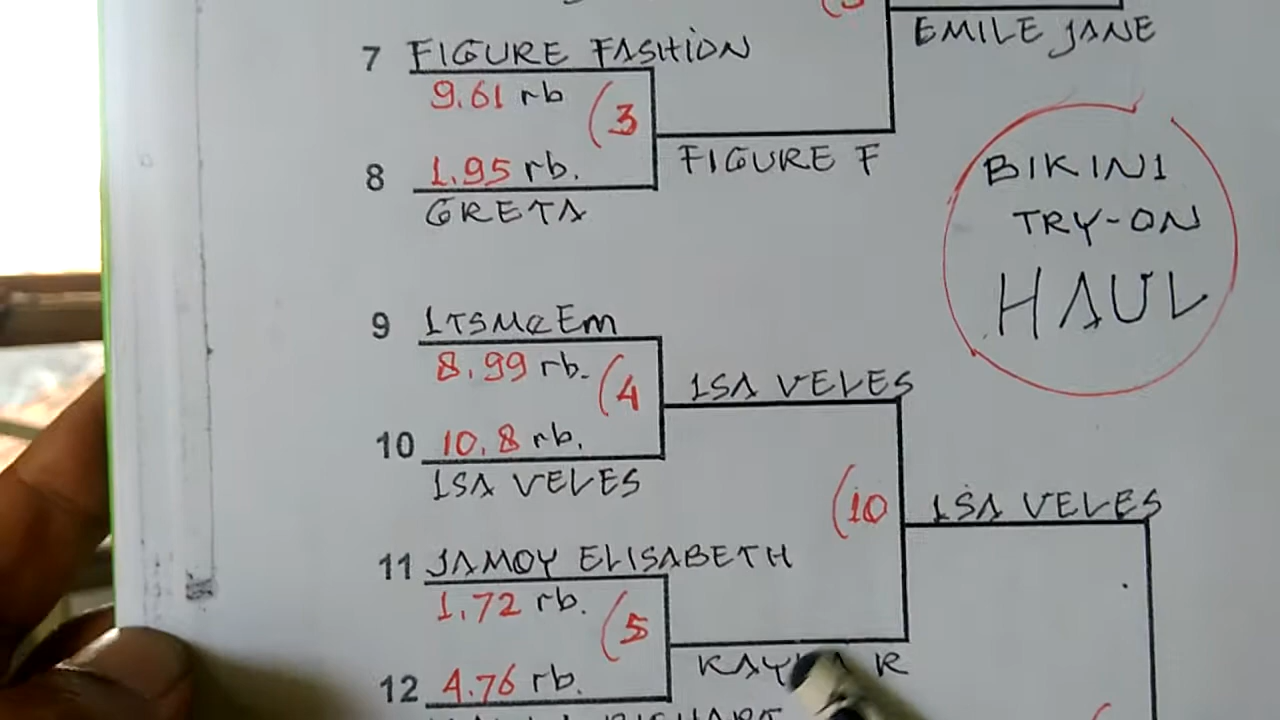 EMILE JANE
7 FIGURE FASHION
9.61 rb
(3
8 1.95 rb.
GRETA
FIGURE F
BIKINI
TRY-ON
HAUL
9 ITSMCEM
8.99 rb.
(4
10 10.8 rb.
ISA VELES
ISA VELES
(10
ISA VELES
11 JAMOY ELISABETH
1.72 rb.
(5
12 4.76 rb.
R